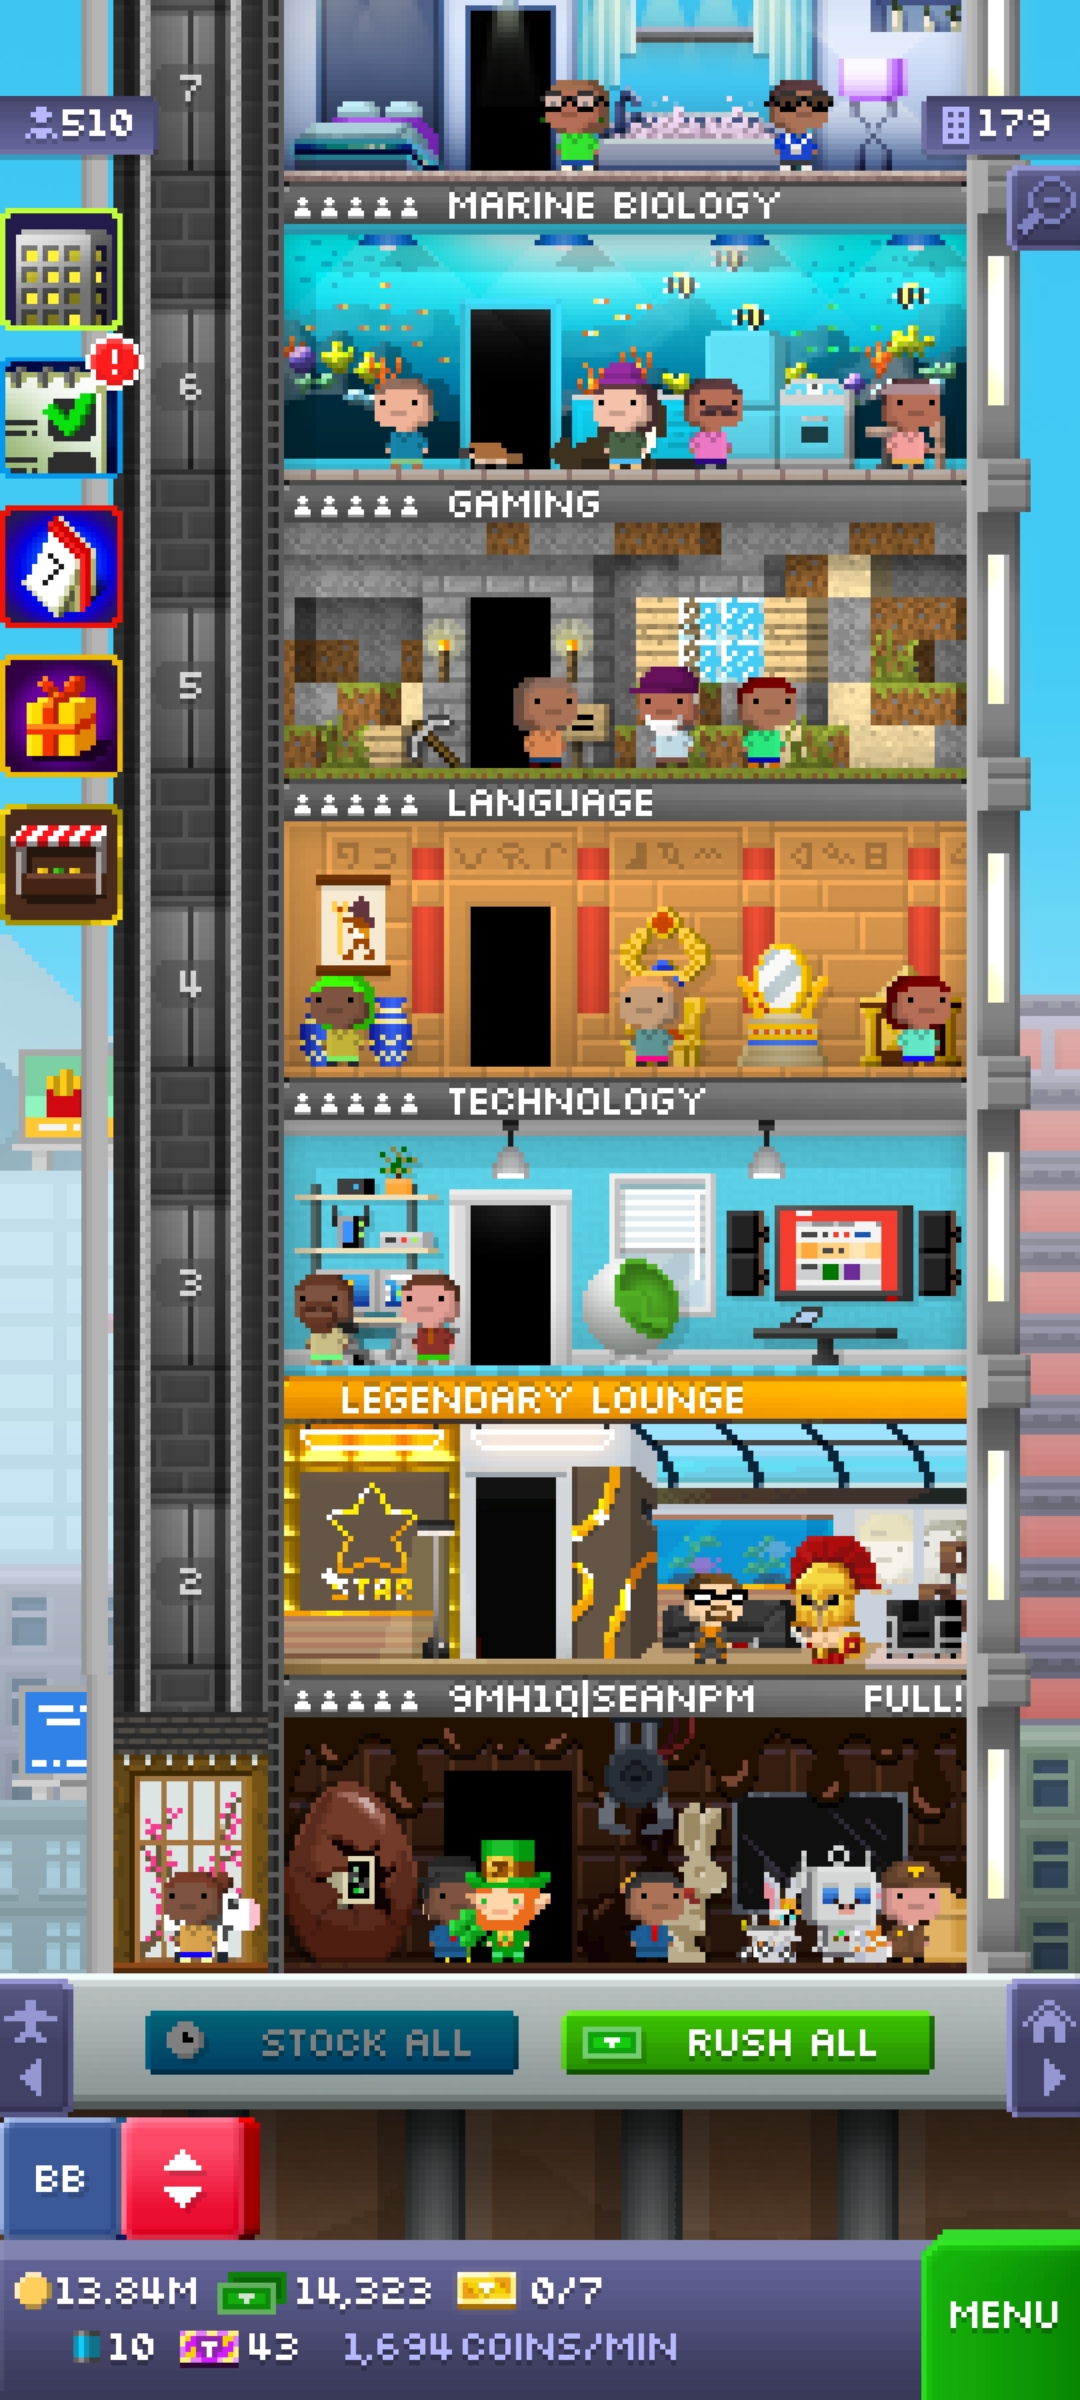 7
510
179
MARINE BIOLOGY
6
GAMING
?
5
LANGUAGE
4
TECHNOLOGY
3
LEGENDARY LOUNGE
STAR
2
9MH1Q|SEANPM FULL!
STOCK ALL
RUSH ALL
BB
13.84M 14,323 0/7
10 43 1,694 COINS/MIN
MENU